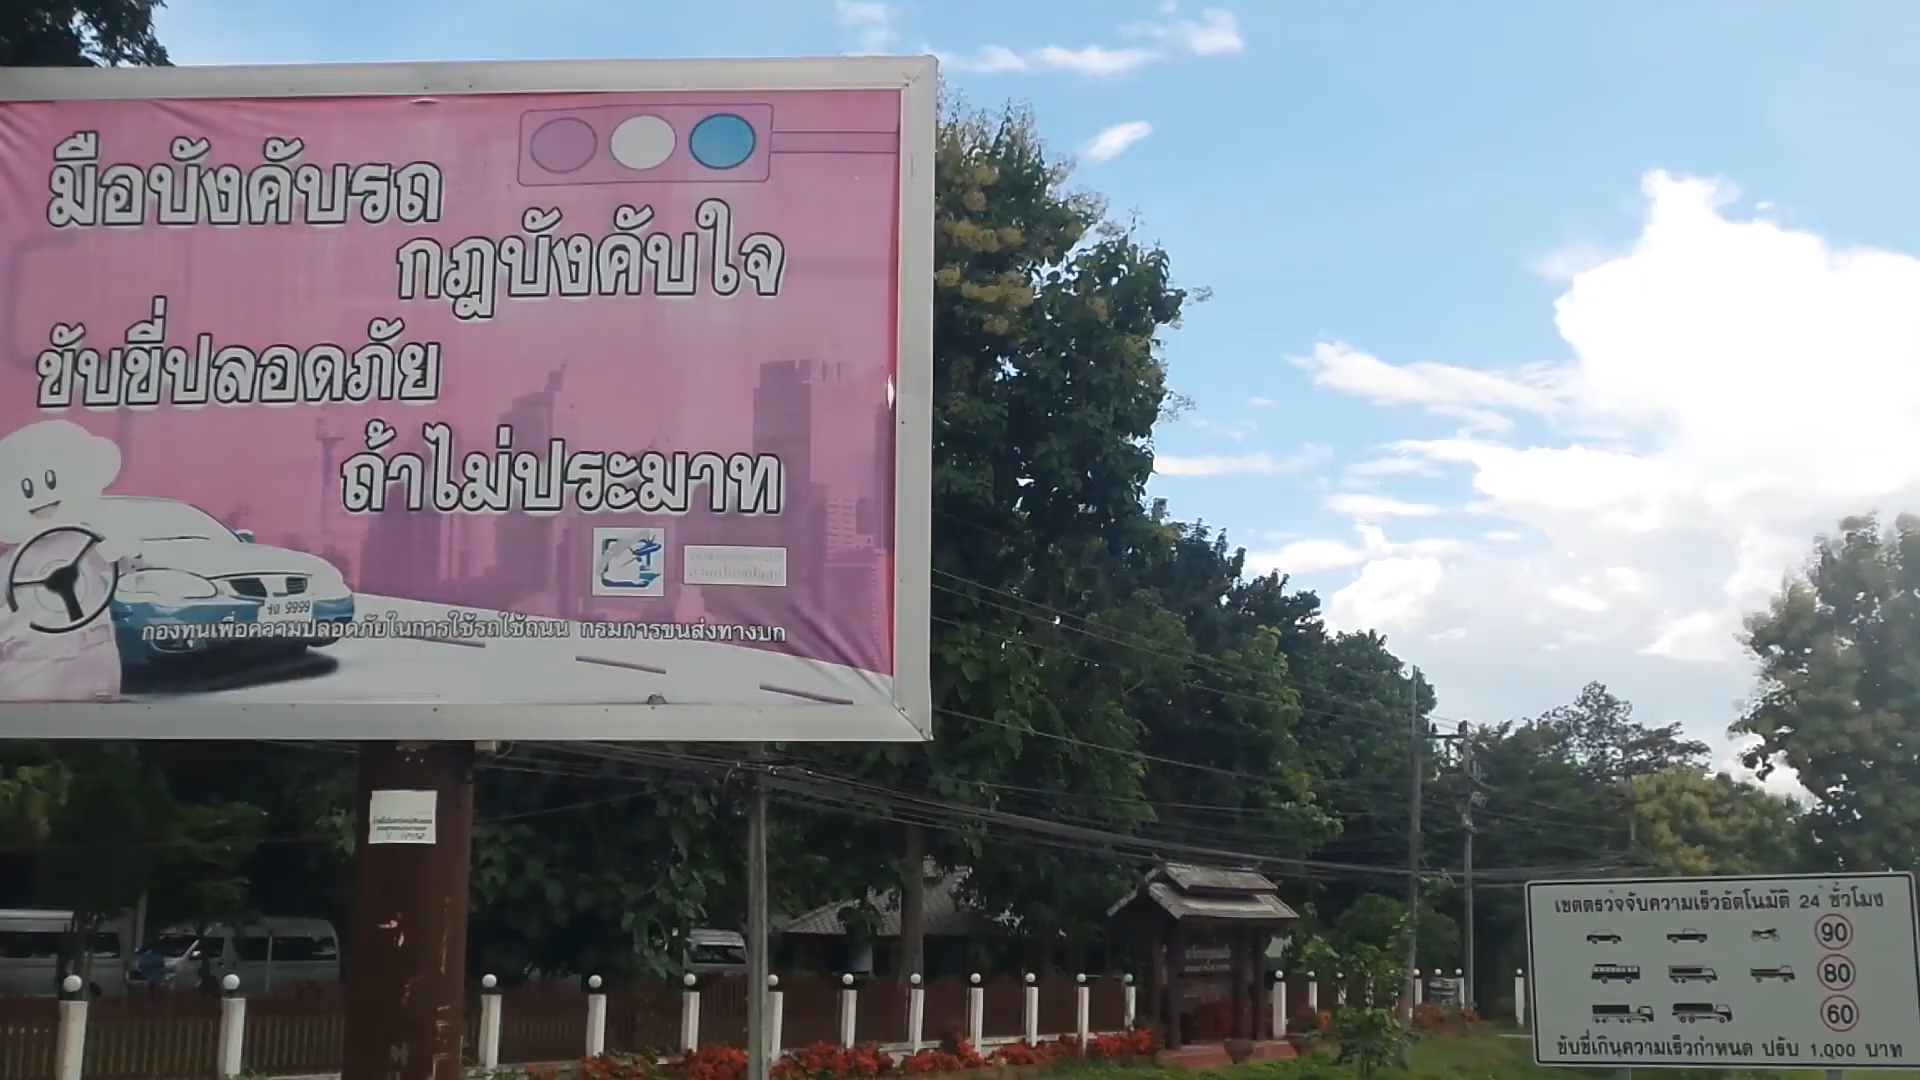 มือบังคับรถ
กฎบังคับใจ
ขับขี่ปลอดภัย
ถ้าไม่ประมาท
9999
กองทุนเพื่อความปลอดภัยในการใช้รถใช้ถนน กรมการขนส่งทางบก
เขตตรวจจับความเร็วอัตโนมัติ 24 ชั่วโมง
90
80
60
ขับขี่เกินความเร็วกำหนด ปรับ 1,000 บาท